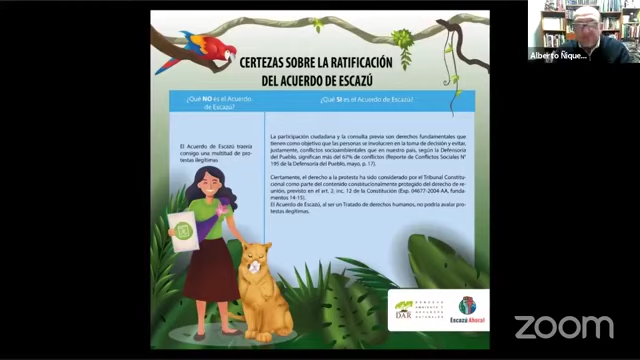 CERTEZAS SOBRE LA RATIFICACIÓN
DEL ACUERDO DE ESCAZÚ
¿Qué NO es el Acuerdo
de Escazú?
¿Qué SI es el Acuerdo de Escazú?
El Acuerdo de Escazú traería
consigo una multitud de pro-
testas ilegítimas
La participación ciudadana y la consulta previa son derechos fundamentales que
tienen como objetivo que las personas se involucren en la toma de decisión y evitar,
justamente, conflictos socioambientales que en nuestro país, según la Defensoría
del Pueblo, significan más del 67% de conflictos (Reporte de Conflictos Sociales N°
195 de la Defensoría del Pueblo, mayo, p. 17).
Ciertamente, el derecho a la protesta ha sido considerado por el Tribunal Constitu-
cional como parte del contenido constitucionalmente protegido del derecho de re-
unión, previsto en el art. 2, inc. 12 de la Constitución (Exp. 04677-2004 AA, funda-
mentos 14-15).
El Acuerdo de Escazú, al ser un Tratado de derechos humanos, no podría avalar pro-
testas ilegítimas.
DAR
DERECHO
AMBIENTE Y
RECURSOS
NATURALES
Escazú Ahora!
Alberto Ñique...
zoom